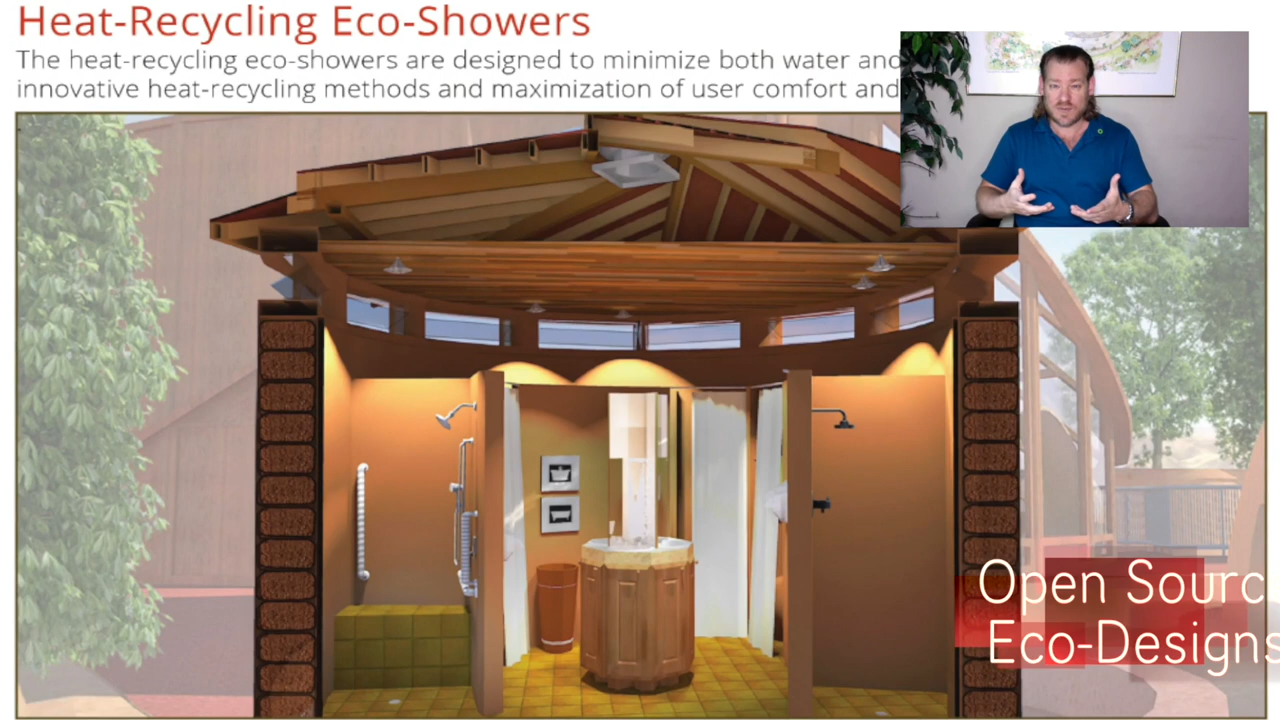 Heat-Recycling Eco-Showers
The heat-recycling eco-showers are designed to minimize both water and
innovative heat-recycling methods and maximization of user comfort and
Open Sourc
Eco-Designs